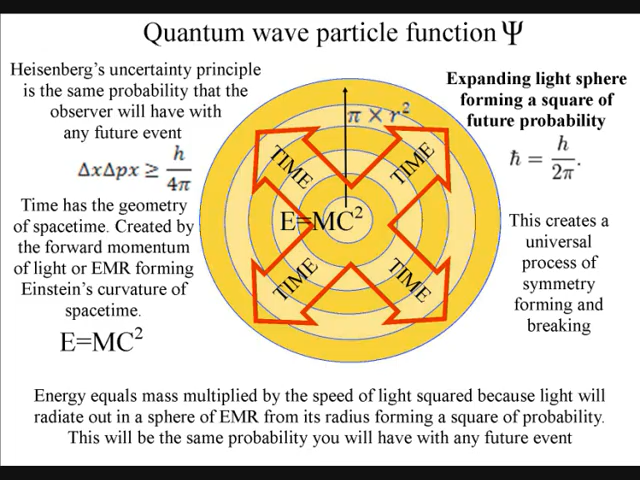 Quantum wave particle function Ψ
Heisenberg's uncertainty principle
is the same probability that the
observer will have with
any future event
ΔxΔpx ≥ h/4π
Time has the geometry
of spacetime. Created by
the forward momentum
of light or EMR forming
Einstein's curvature of
spacetime.
E=MC²
π × r²
TIME
TIME
E=MC²
TIME
TIME
Expanding light sphere
forming a square of
future probability
ħ = h/2π.
This creates a
universal
process of
symmetry
forming and
breaking
Energy equals mass multiplied by the speed of light squared because light will
radiate out in a sphere of EMR from its radius forming a square of probability.
This will be the same probability you will have with any future event